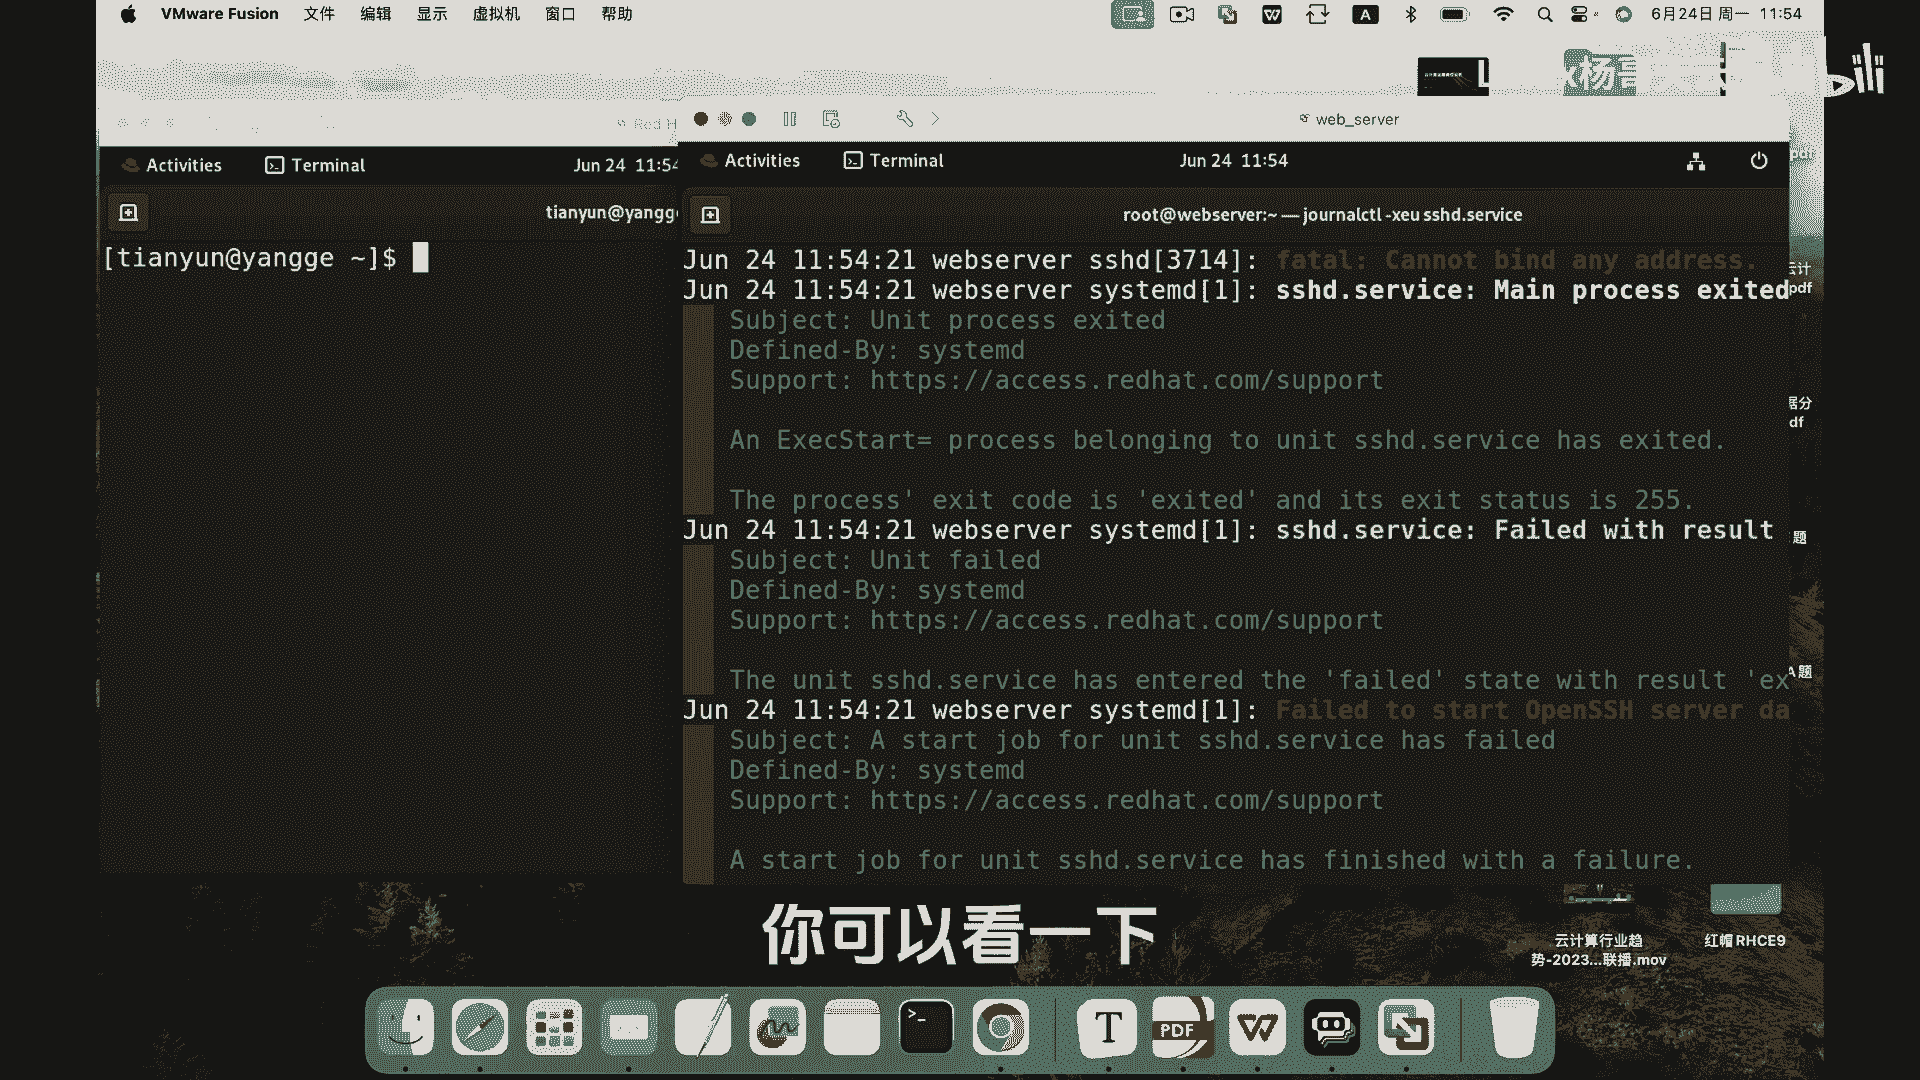 VMware Fusion 文件 编辑 显示 虚拟机 窗口 帮助 6月24日 周一 11:54
web_server
Red H
Activities Terminal Jun 24 11:54
Activities Terminal Jun 24 11:54
tianyun@yangg
root@webserver:~ — journalctl -xeu sshd.service
[tianyun@yangge ~]$
Jun 24 11:54:21 webserver sshd[3714]: fatal: Cannot bind any address.
Jun 24 11:54:21 webserver systemd[1]: sshd.service: Main process exited
Subject: Unit process exited
Defined-By: systemd
Support: https://access.redhat.com/support
An ExecStart= process belonging to unit sshd.service has exited.
The process' exit code is 'exited' and its exit status is 255.
Jun 24 11:54:21 webserver systemd[1]: sshd.service: Failed with result
Subject: Unit failed
Defined-By: systemd
Support: https://access.redhat.com/support
The unit sshd.service has entered the 'failed' state with result 'ex
Jun 24 11:54:21 webserver systemd[1]: Failed to start OpenSSH server da
Subject: A start job for unit sshd.service has failed
Defined-By: systemd
Support: https://access.redhat.com/support
A start job for unit sshd.service has finished with a failure.
你可以看一下
云计算行业趋
势-2023...联播.mov
红帽RHCE9
PDF